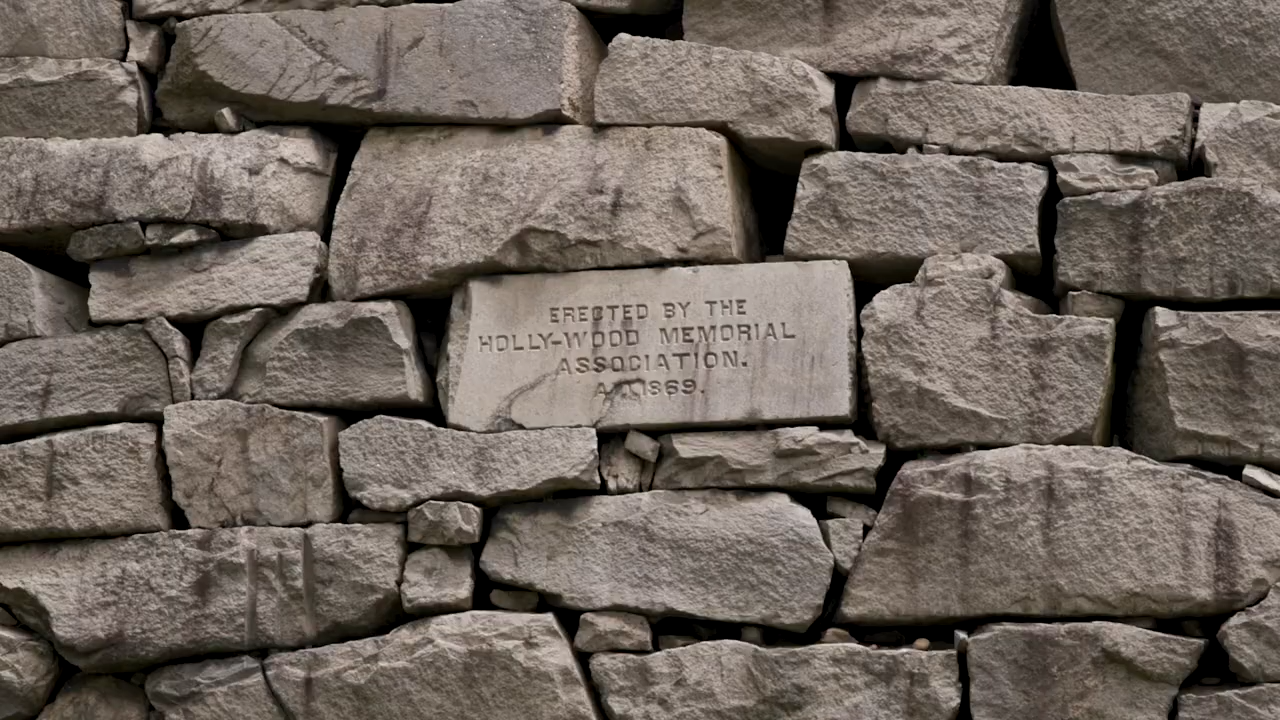 ERECTED BY THE
HOLLY-WOOD MEMORIAL
ASSOCIATION.
A.D. 1869.